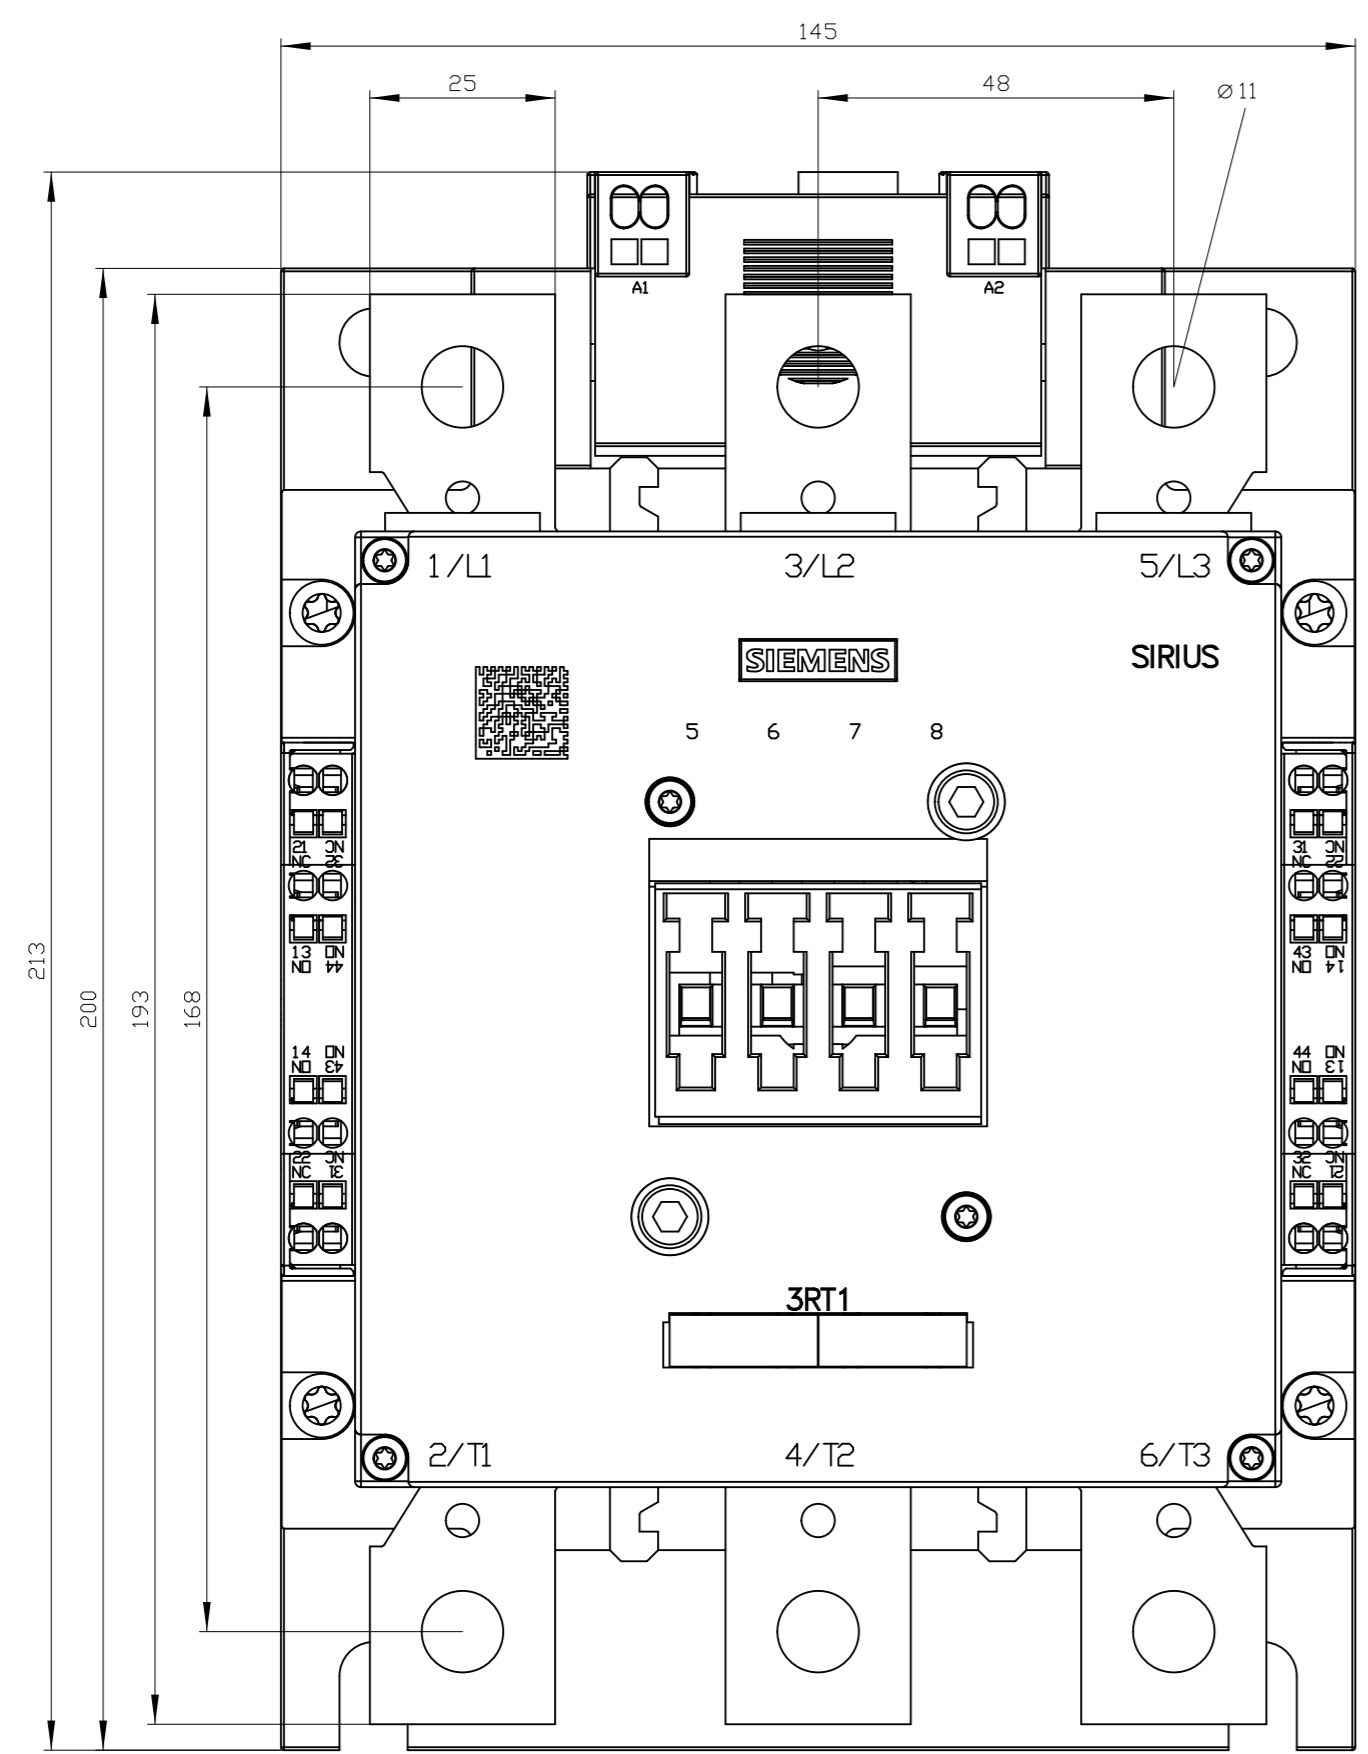 145
25 48 ⌀11
A1 A2
1/L1 3/L2 5/L3
SIEMENS SIRIUS
5 6 7 8
21 NC 31 NC
NC 32 NC 22
13 NO 43 NO
NO 44 NO 14
213
200
193
168
14 NO 44 NO
NO 43 NO 13
22 NC 32 NC
NC 31 NC 21
3RT1
2/T1 4/T2 6/T3